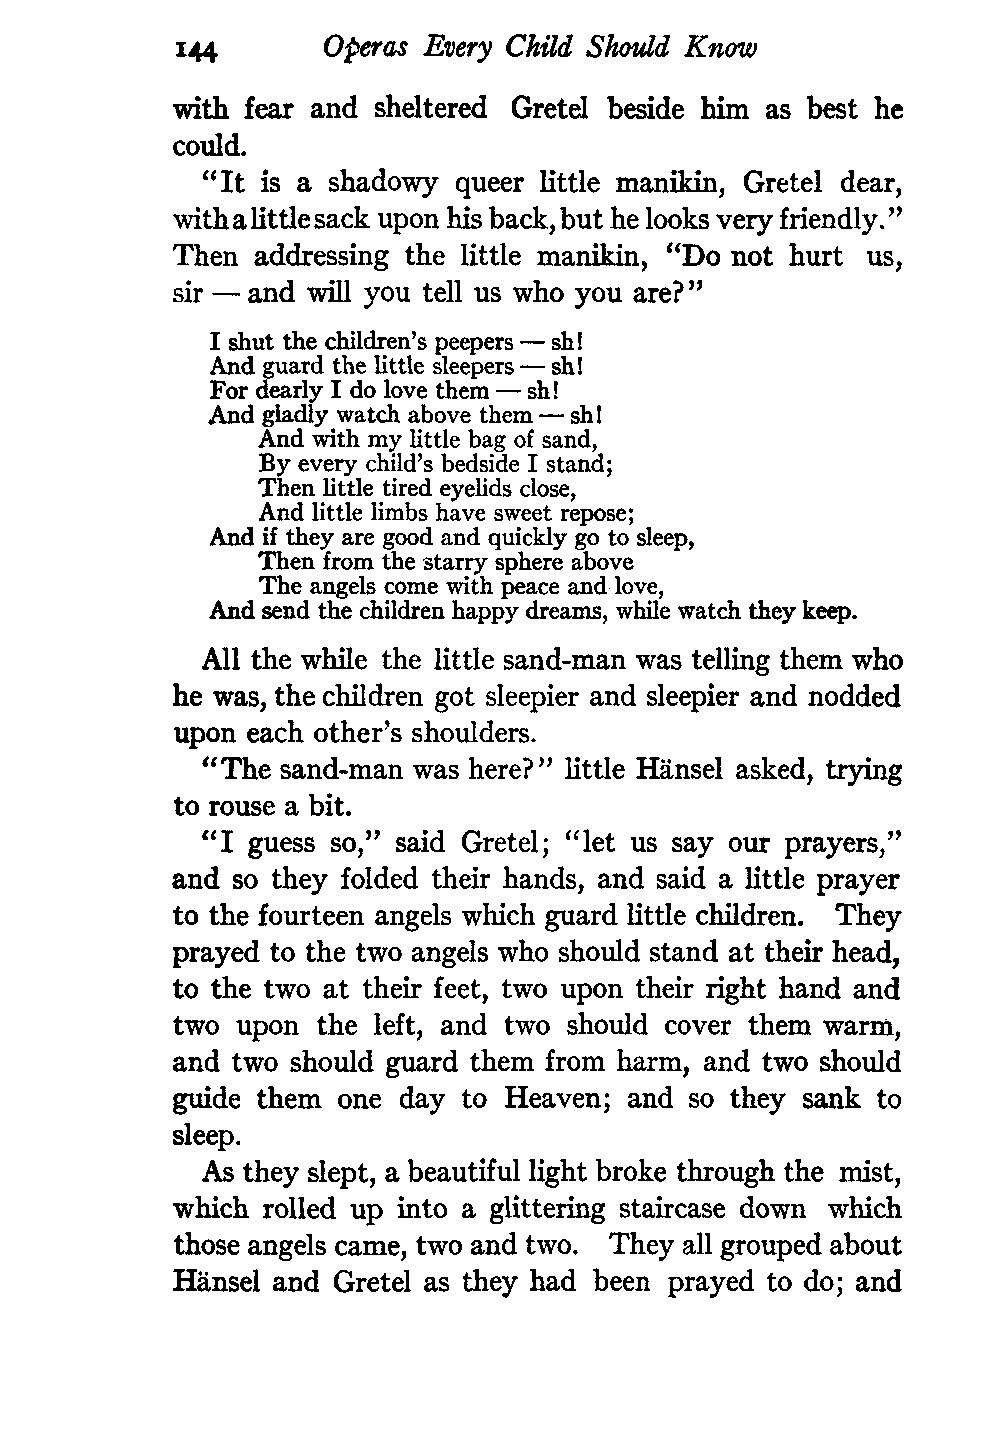 144 Operas Every Child Should Know
with fear and sheltered Gretel beside him as best he
could.
"It is a shadowy queer little manikin, Gretel dear,
with a little sack upon his back, but he looks very friendly."
Then addressing the little manikin, "Do not hurt us,
sir — and will you tell us who you are?"
I shut the children's peepers — sh!
And guard the little sleepers — sh!
For dearly I do love them — sh!
And gladly watch above them — sh!
And with my little bag of sand,
By every child's bedside I stand;
Then little tired eyelids close,
And little limbs have sweet repose;
And if they are good and quickly go to sleep,
Then from the starry sphere above
The angels come with peace and love,
And send the children happy dreams, while watch they keep.
All the while the little sand-man was telling them who
he was, the children got sleepier and sleepier and nodded
upon each other's shoulders.
"The sand-man was here?" little Hänsel asked, trying
to rouse a bit.
"I guess so," said Gretel; "let us say our prayers,"
and so they folded their hands, and said a little prayer
to the fourteen angels which guard little children. They
prayed to the two angels who should stand at their head,
to the two at their feet, two upon their right hand and
two upon the left, and two should cover them warm,
and two should guard them from harm, and two should
guide them one day to Heaven; and so they sank to
sleep.
As they slept, a beautiful light broke through the mist,
which rolled up into a glittering staircase down which
those angels came, two and two. They all grouped about
Hänsel and Gretel as they had been prayed to do; and